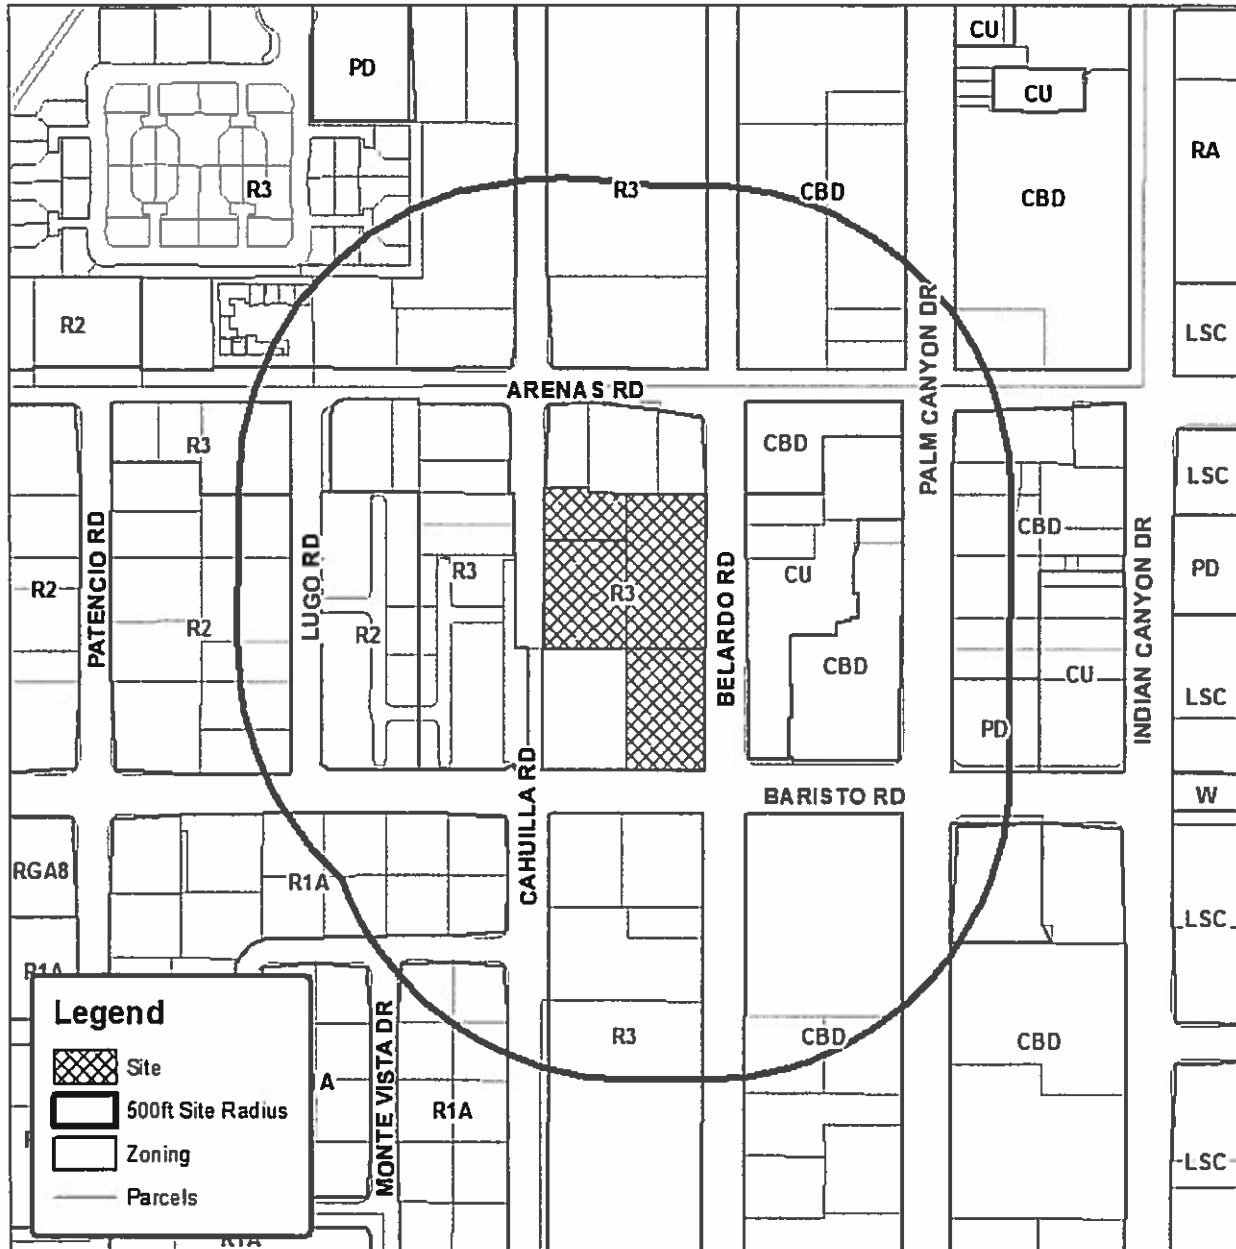 CU
PD
CU
RA
R3
R3
CBD
CBD
R2
PALM CANYON DR
LSC
ARENAS RD
R3
CBD
LSC
CBD
PATENCIO RD
LUGO RD
R3
R3
BELARDO RD
CU
PD
R2
R2
R2
CBD
CU
INDIAN CANYON DR
LSC
PD
CAHUILLA RD
BARISTO RD
W
RGA8
R1A
LSC
R1A
Legend
Site
500ft Site Radius
Zoning
Parcels
MONTE VISTA DR
A
R1A
R3
CBD
CBD
LSC
R1A